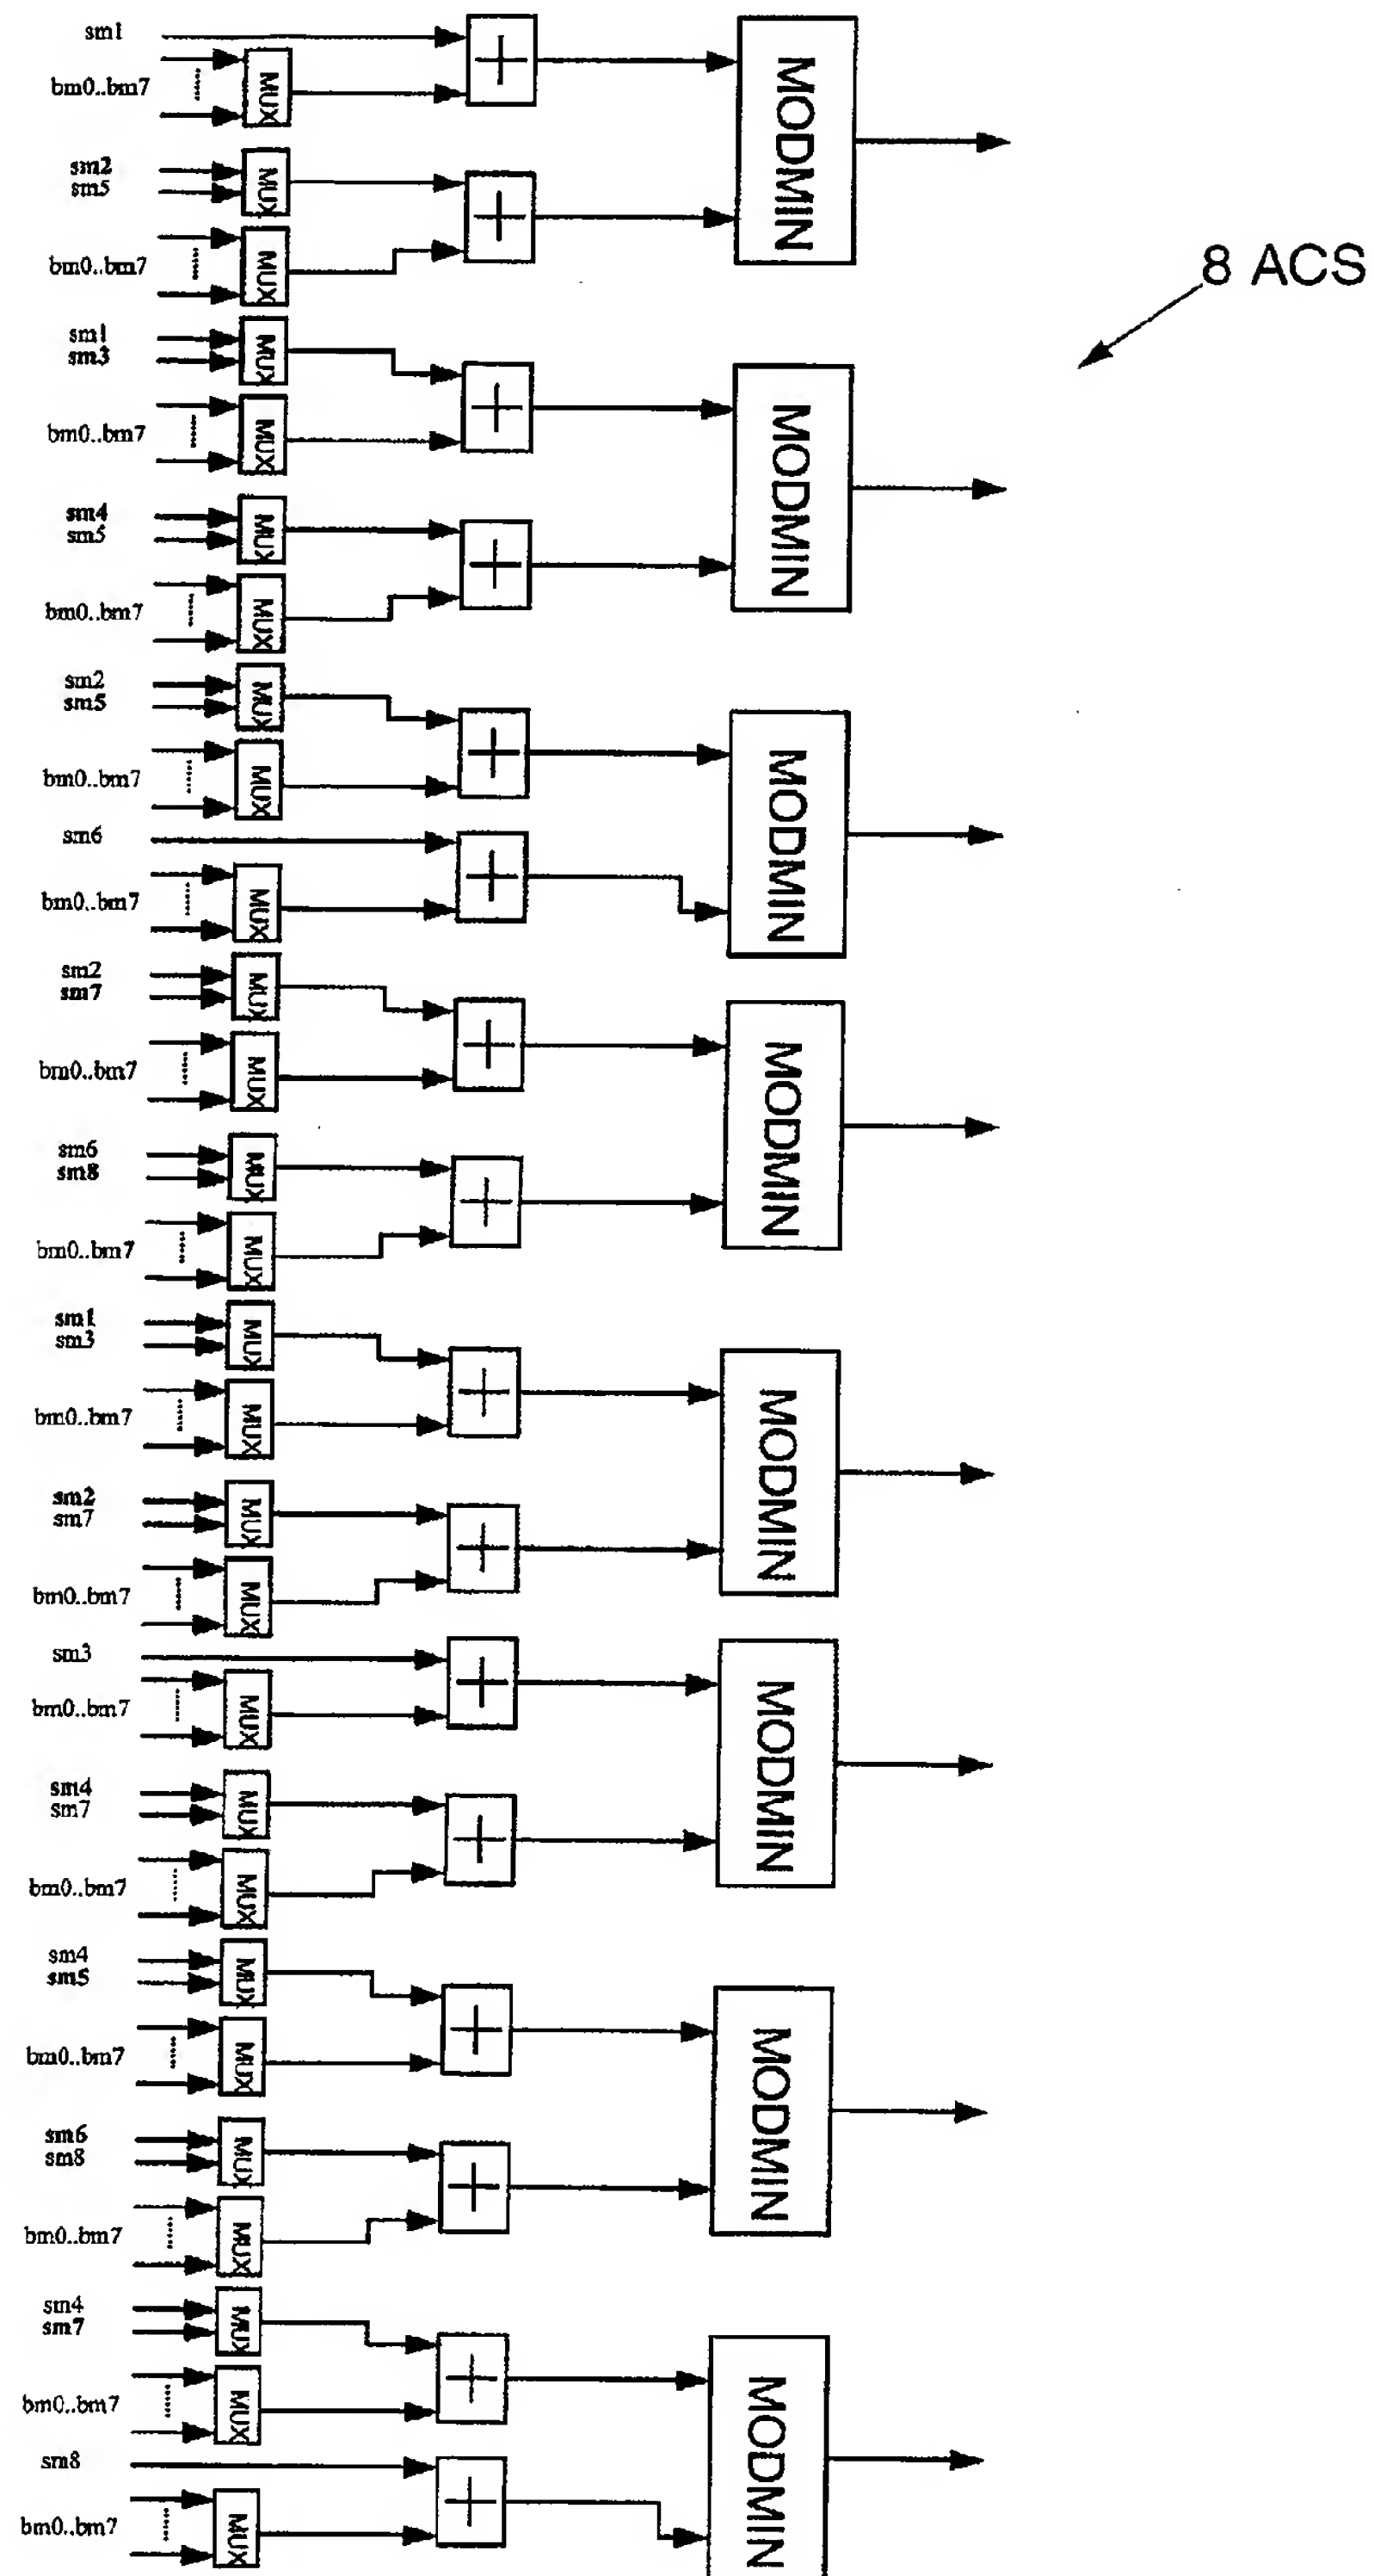 sm1
bm0..bm7
MUX
+
MODMIN
sm2
sm5
MUX
+
bm0..bm7
MUX
8 ACS
sm1
sm3
MUX
+
bm0..bm7
MUX
MODMIN
sm4
sm5
MUX
+
bm0..bm7
MUX
sm2
sm5
MUX
+
bm0..bm7
MUX
MODMIN
sm6
+
bm0..bm7
MUX
sm2
sm7
MUX
+
bm0..bm7
MUX
MODMIN
sm6
sm8
MUX
+
bm0..bm7
MUX
sm1
sm3
MUX
+
bm0..bm7
MUX
MODMIN
sm2
sm7
MUX
+
bm0..bm7
MUX
sm3
+
bm0..bm7
MUX
MODMIN
sm4
sm7
MUX
+
bm0..bm7
MUX
sm4
sm5
MUX
+
bm0..bm7
MUX
MODMIN
sm6
sm8
MUX
+
bm0..bm7
MUX
sm4
sm7
MUX
+
bm0..bm7
MUX
MODMIN
sm8
+
bm0..bm7
MUX